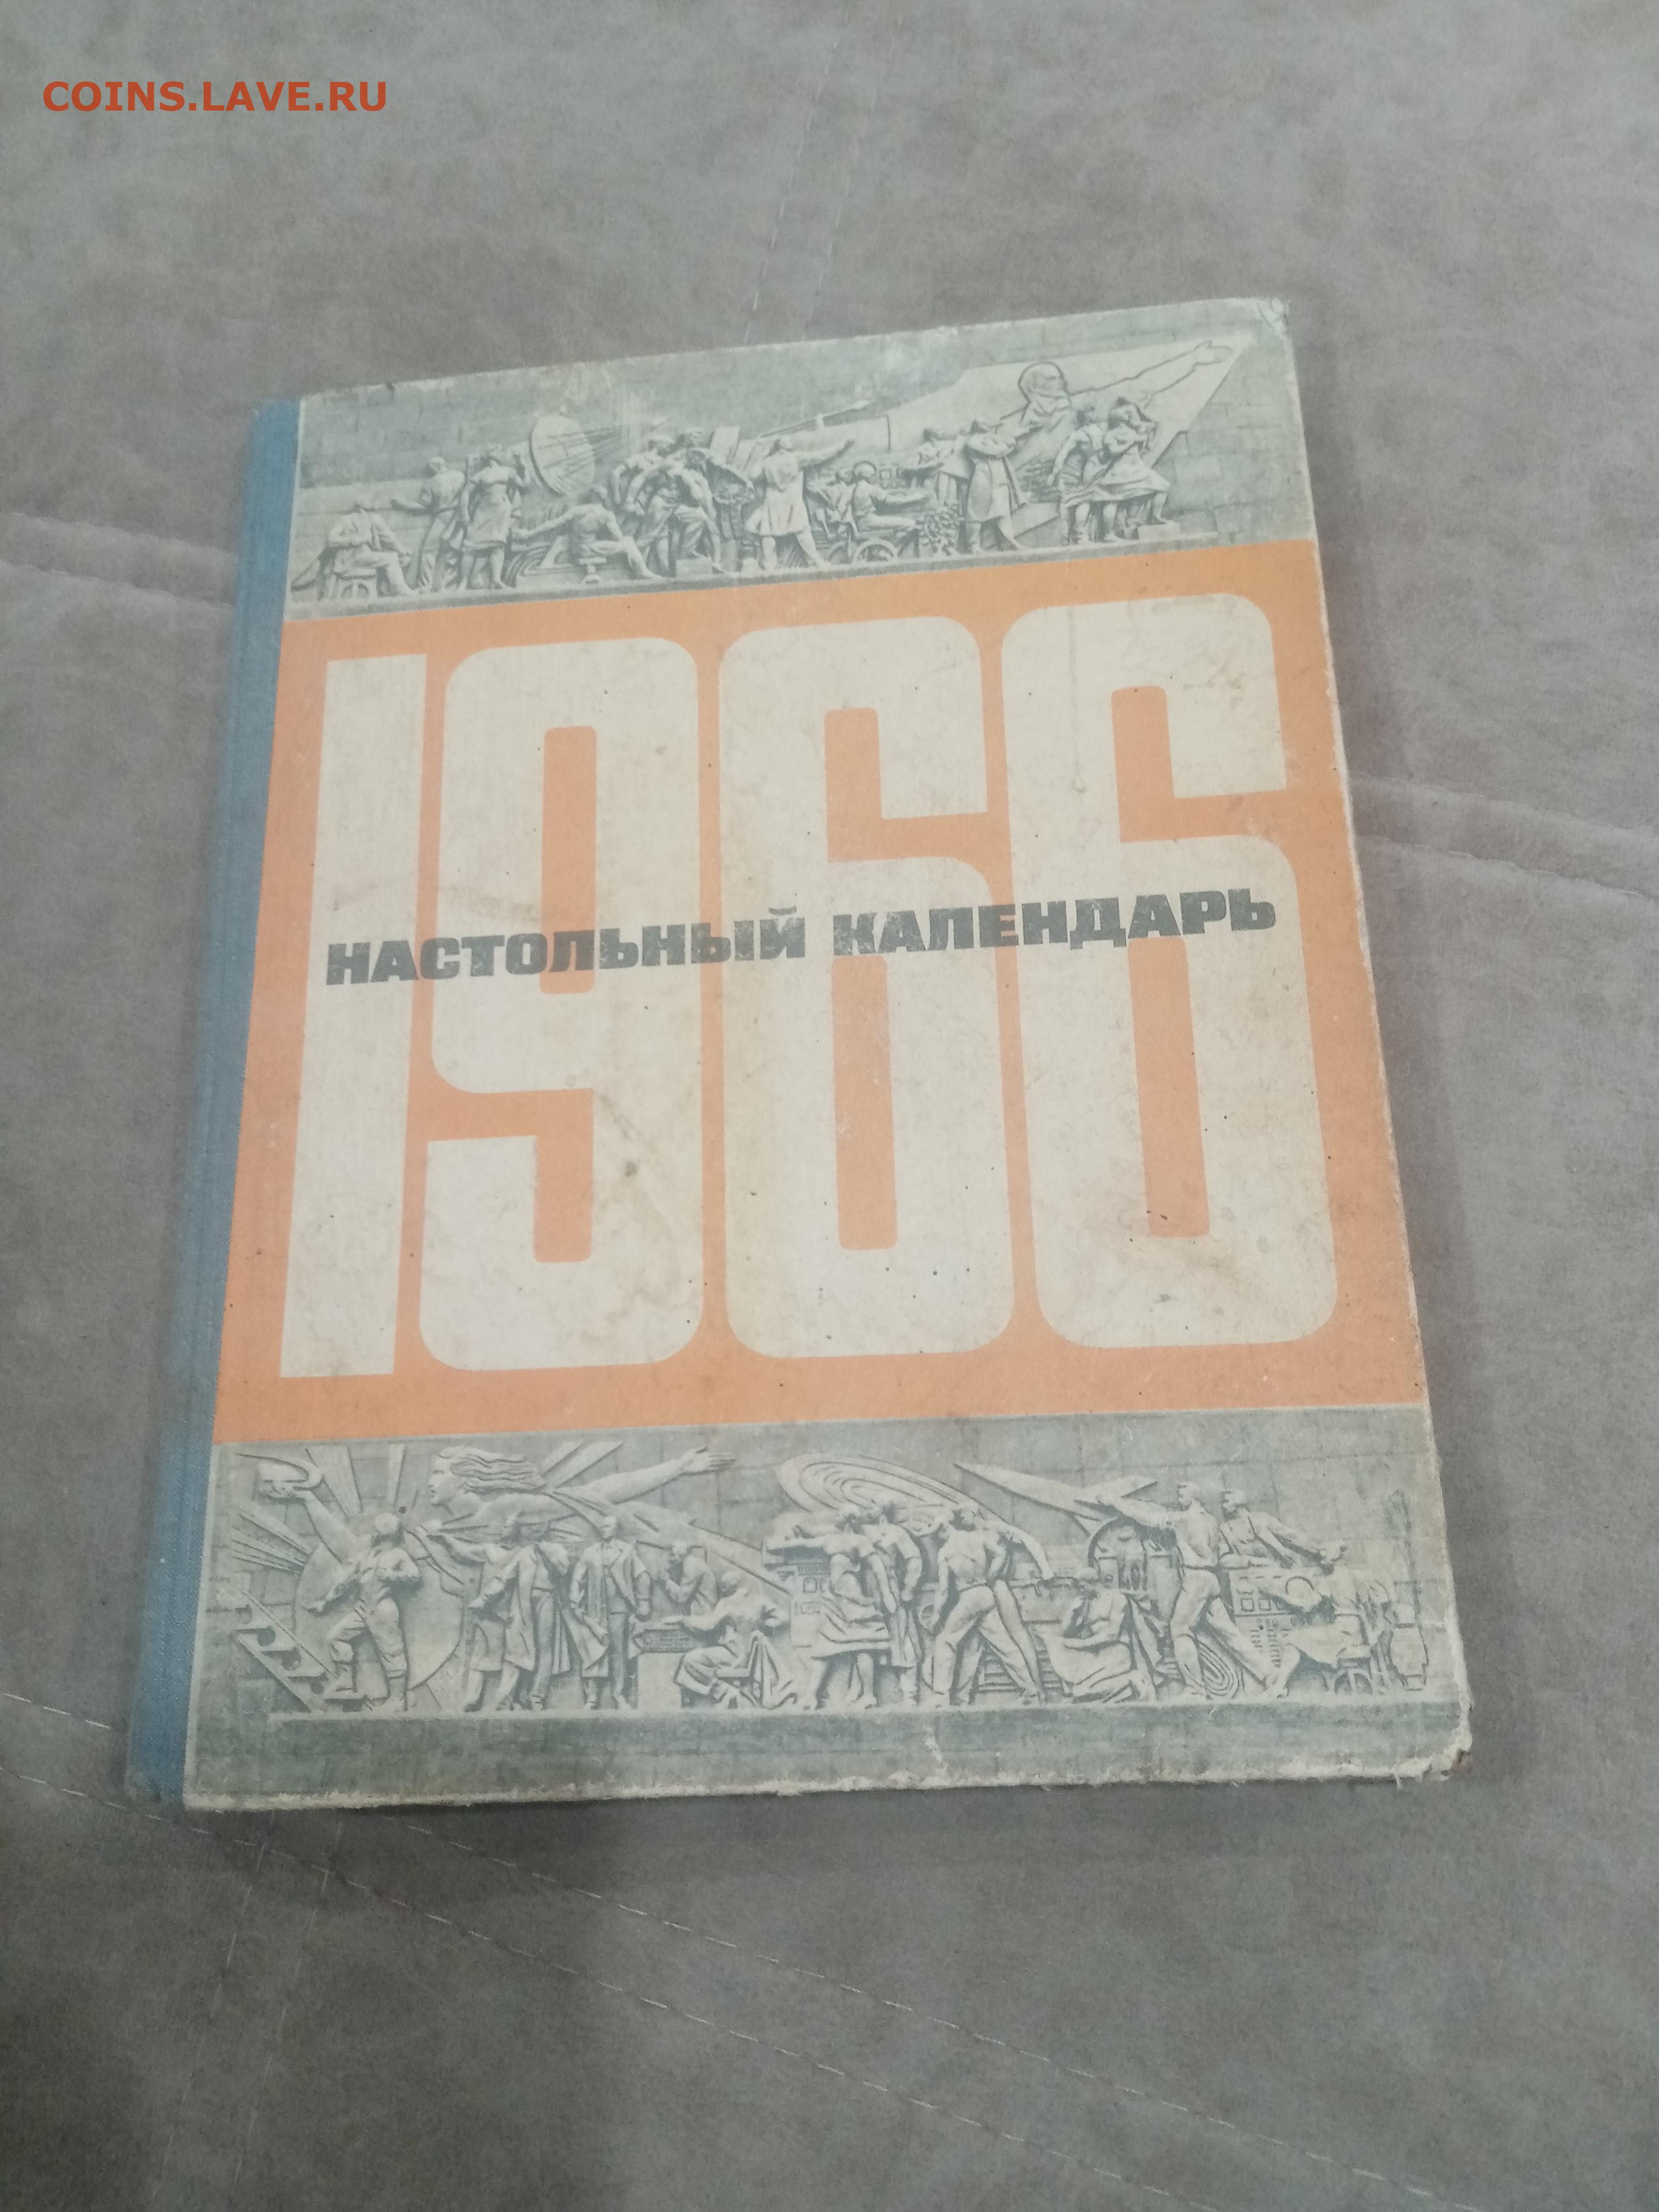 COINS.LAVE.RU
1966
НАСТОЛЬНЫЙ КАЛЕНДАРЬ